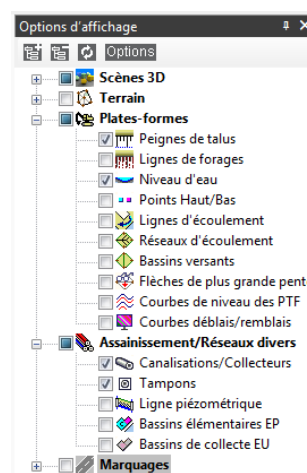 Options d'affichage
Options
Scènes 3D
Terrain
Plates-formes
Peignes de talus
Lignes de forages
Niveau d'eau
Points Haut/Bas
Lignes d'écoulement
Réseaux d'écoulement
Bassins versants
Flèches de plus grande pent
Courbes de niveau des PTF
Courbes déblais/remblais
Assainissement/Réseaux divers
Canalisations/Collecteurs
Tampons
Ligne piézométrique
Bassins élémentaires EP
Bassins de collecte EU
Marquages